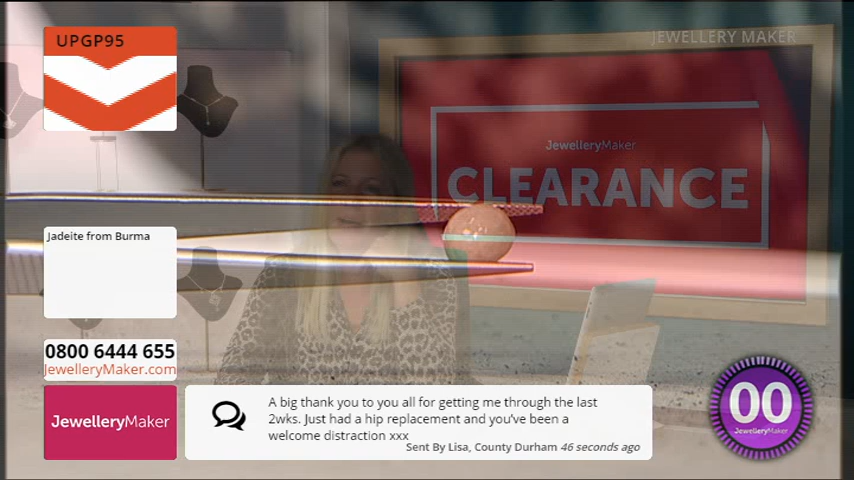 UPGP95
JEWELLERY MAKER
JewelleryMaker
CLEARANCE
Jadeite from Burma
0800 6444 655
JewelleryMaker.com
JewelleryMaker
A big thank you to you all for getting me through the last
2wks. Just had a hip replacement and you've been a
welcome distraction xxx
Sent By Lisa, County Durham 46 seconds ago
00
JewelleryMaker